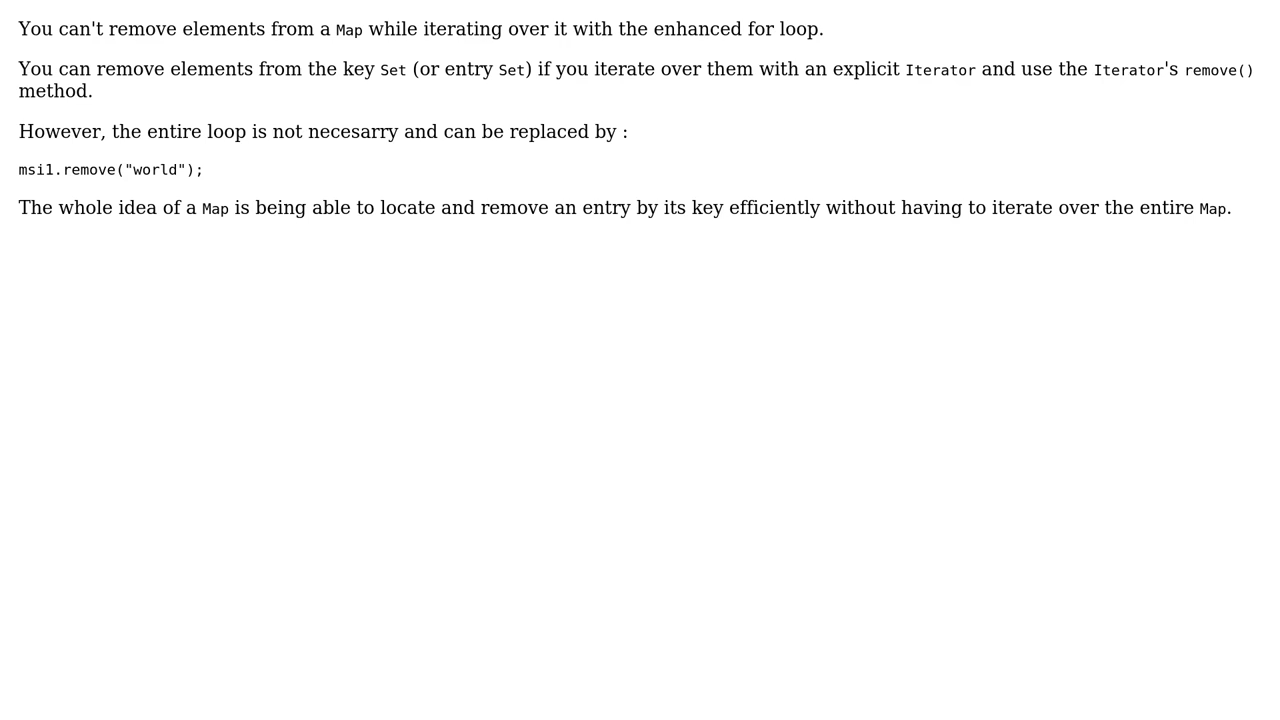 You can't remove elements from a Map while iterating over it with the enhanced for loop.
You can remove elements from the key Set (or entry Set) if you iterate over them with an explicit Iterator and use the Iterator's remove()
method.
However, the entire loop is not necesarry and can be replaced by :
msi1.remove("world");
The whole idea of a Map is being able to locate and remove an entry by its key efficiently without having to iterate over the entire Map.